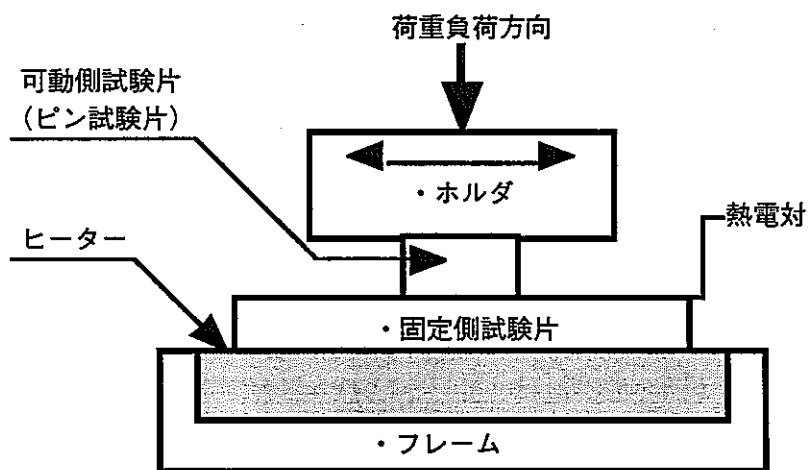 荷重負荷方向
可動側試験片
（ピン試験片）
・ホルダ
熱電対
ヒーター
・固定側試験片
・フレーム